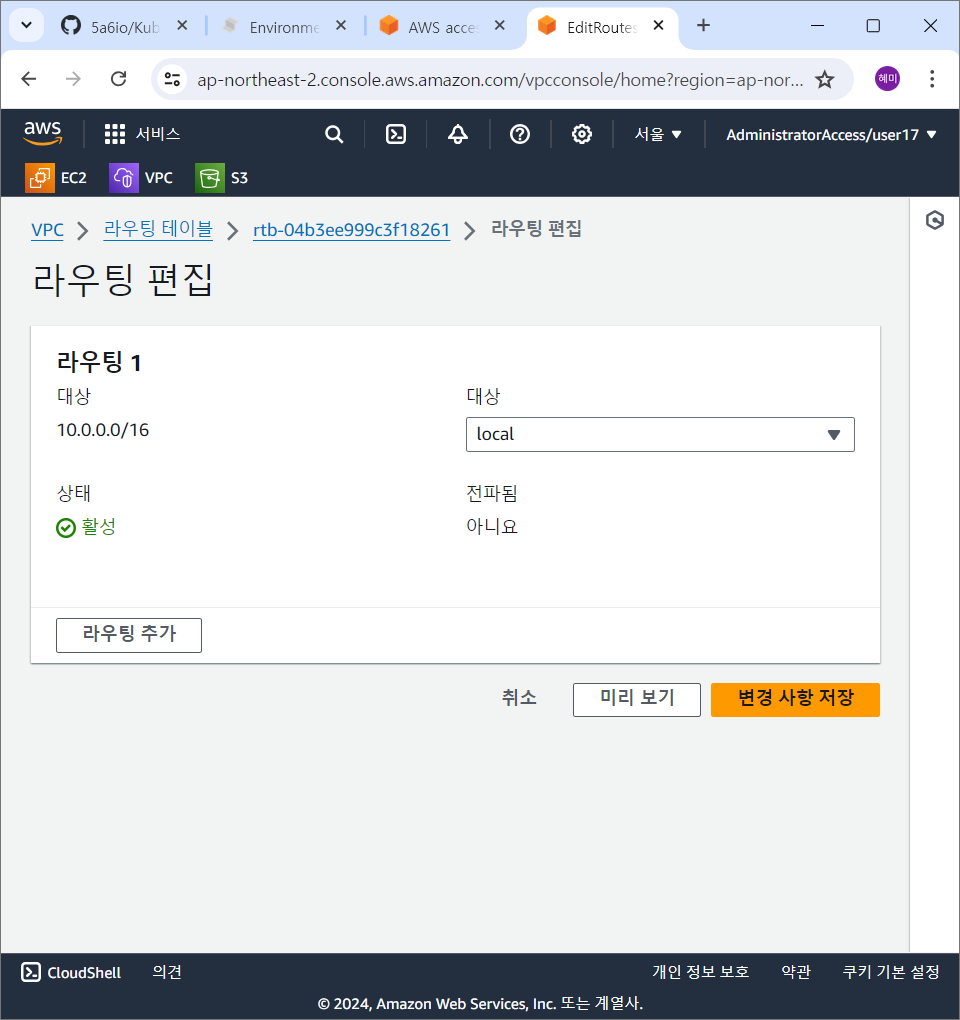 5a6io/Kub
Environme
AWS acce
EditRoutes
ap-northeast-2.console.aws.amazon.com/vpcconsole/home?region=ap-nor...
혜미
aws
서비스
서울
AdministratorAccess/user17
EC2
VPC
S3
VPC
라우팅 테이블
rtb-04b3ee999c3f18261
라우팅 편집
라우팅 편집
라우팅 1
대상
대상
10.0.0.0/16
local
상태
전파됨
활성
아니요
라우팅 추가
취소
미리 보기
변경 사항 저장
CloudShell
의견
개인 정보 보호
약관
쿠키 기본 설정
© 2024, Amazon Web Services, Inc. 또는 계열사.